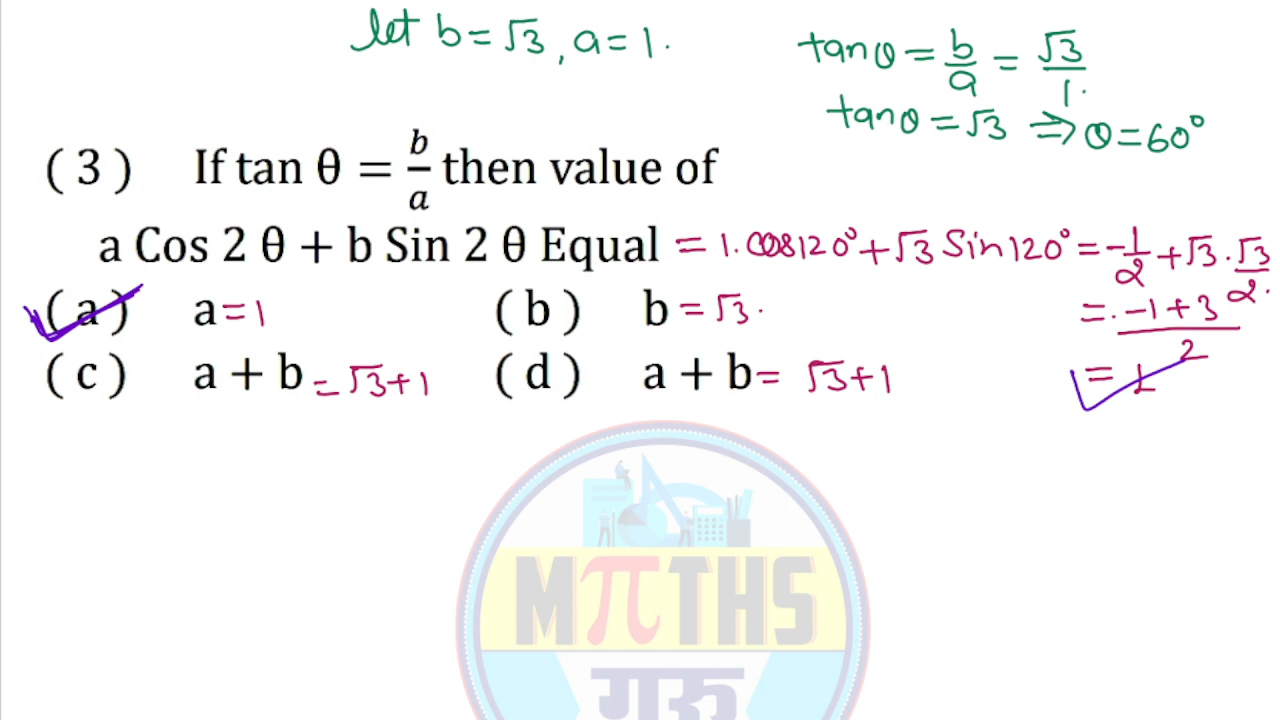 let b = √3, a = 1.
tanθ = b/a = √3/1.
tanθ = √3 ⇒ θ = 60°
(3) If tan θ = b/a then value of
a Cos 2 θ + b Sin 2 θ Equal = 1.cos120° + √3 Sin120° = -1/2 + √3 . √3/2.
(a) a = 1 (b) b = √3. = . -1 + 3 / 2
(c) a + b = √3 + 1 (d) a + b = √3 + 1 = 1
MπTHS
गुरू